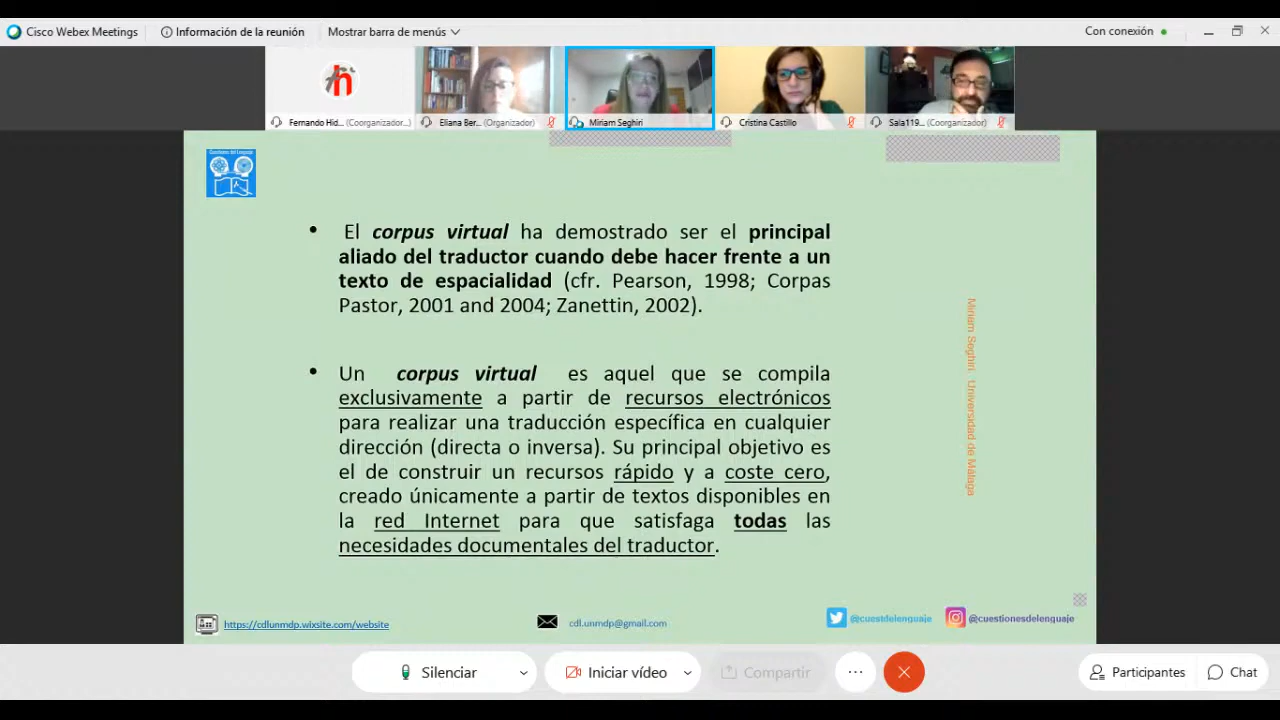 Cisco Webex Meetings
Información de la reunión
Mostrar barra de menús
Con conexión
Fernando Hid... (Coorganizador...
Eliana Ber... (Organizador)
Miriam Seghiri
Cristina Castillo
Sala119... (Coorganizador)
Cuestiones del Lenguaje
h
• El corpus virtual ha demostrado ser el principal
aliado del traductor cuando debe hacer frente a un
texto de espacialidad (cfr. Pearson, 1998; Corpas
Pastor, 2001 and 2004; Zanettin, 2002).
• Un corpus virtual es aquel que se compila
exclusivamente a partir de recursos electrónicos
para realizar una traducción específica en cualquier
dirección (directa o inversa). Su principal objetivo es
el de construir un recursos rápido y a coste cero,
creado únicamente a partir de textos disponibles en
la red Internet para que satisfaga todas las
necesidades documentales del traductor.
Miriam Seghiri. Universidad de Málaga
https://cdlunmdp.wixsite.com/website
cdl.unmdp@gmail.com
@cuestdelenguaje
@cuestionesdelenguaje
Silenciar
Iniciar vídeo
Compartir
Participantes
Chat